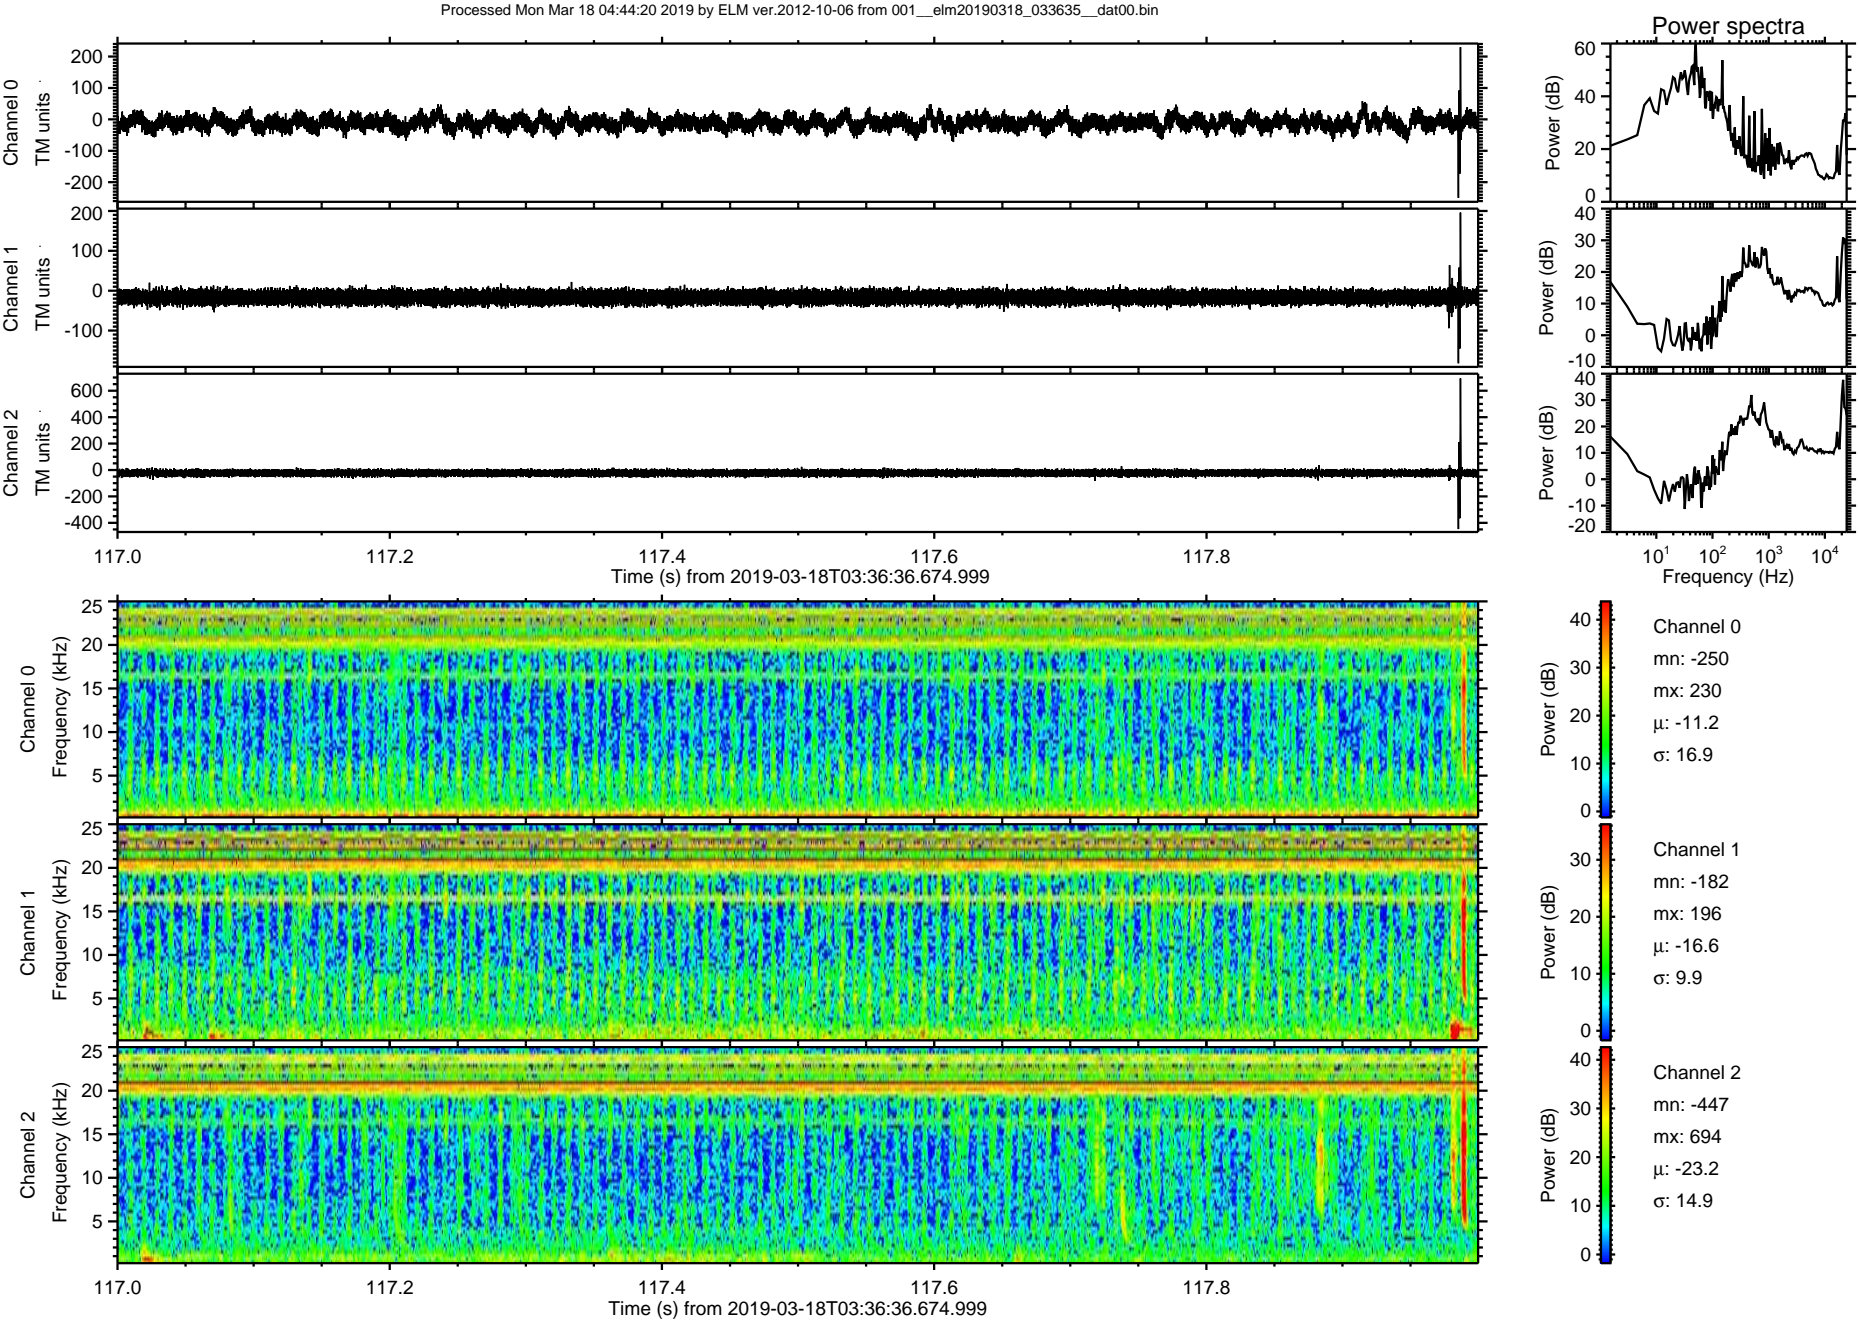 Processed Mon Mar 18 04:44:20 2019 by ELM ver.2012-10-06 from 001__elm20190318_033635__dat00.bin
Power spectra
Channel 0
TM units
200
100
0
-100
-200
Power (dB)
60
40
20
0
Channel 1
TM units
200
100
0
-100
Power (dB)
40
30
20
10
0
-10
Channel 2
TM units
600
400
200
0
-200
-400
Power (dB)
40
30
20
10
0
-10
-20
117.0 117.2 117.4 117.6 117.8
Time (s) from 2019-03-18T03:36:36.674.999
10^1 10^2 10^3 10^4
Frequency (Hz)
Channel 0
Frequency (kHz)
25
20
15
10
5
Power (dB)
40
30
20
10
0
Channel 0
mn: -250
mx: 230
μ: -11.2
σ: 16.9
Channel 1
Frequency (kHz)
25
20
15
10
5
Power (dB)
30
20
10
0
Channel 1
mn: -182
mx: 196
μ: -16.6
σ: 9.9
Channel 2
Frequency (kHz)
25
20
15
10
5
Power (dB)
40
30
20
10
0
Channel 2
mn: -447
mx: 694
μ: -23.2
σ: 14.9
117.0 117.2 117.4 117.6 117.8
Time (s) from 2019-03-18T03:36:36.674.999